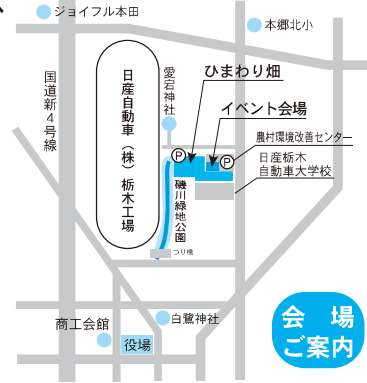 ジョイフル本田
本郷北小
国道新4号線
日産自動車（株）栃木工場
愛宕神社
ひまわり畑
イベント会場
P
P
農村環境改善センター
日産栃木
自動車大学校
磯川緑地公園
つり橋
白鷺神社
商工会館
役場
会場
ご案内